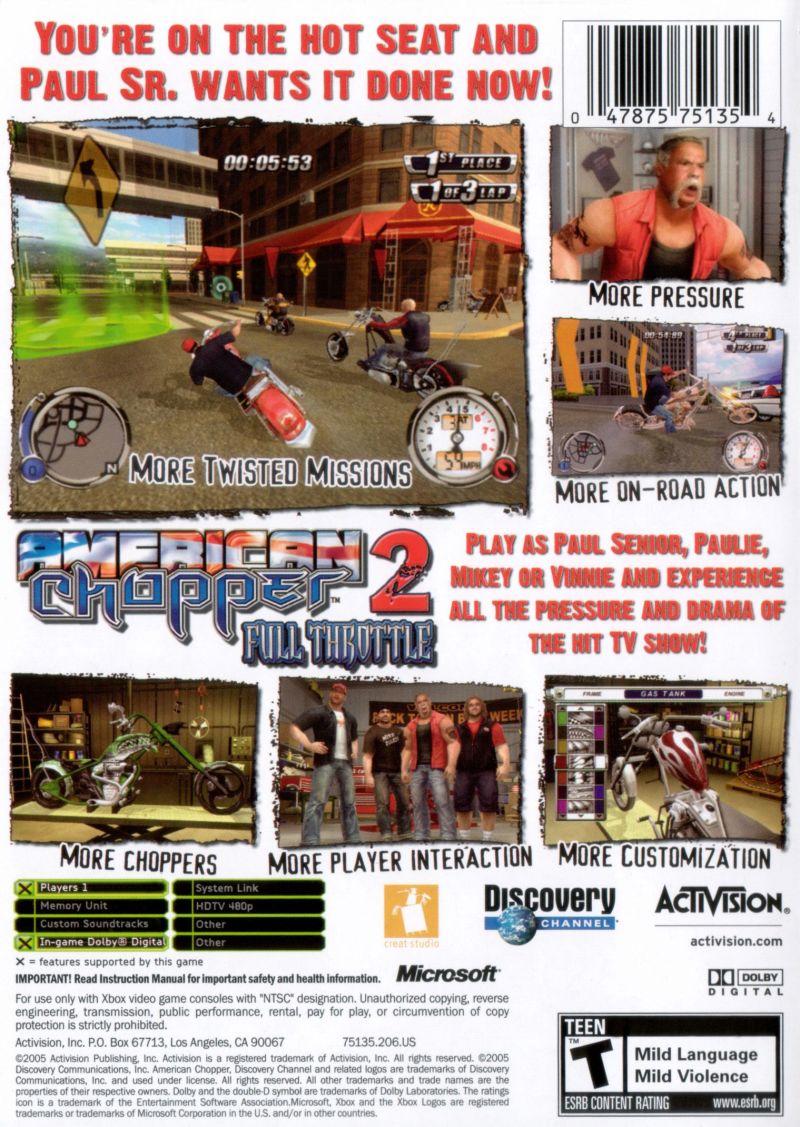 YOU'RE ON THE HOT SEAT AND
PAUL SR. WANTS IT DONE NOW!
0 47875 75135 4
00:05:53
1ST PLACE
1 OF 3 LAP
N
0
MPH
MORE TWISTED MISSIONS
MORE PRESSURE
MORE ON-ROAD ACTION
AMERICAN
CHOPPER™ 2
FULL THROTTLE
PLAY AS PAUL SENIOR, PAULIE,
MIKEY OR VINNIE AND EXPERIENCE
ALL THE PRESSURE AND DRAMA OF
THE HIT TV SHOW!
FRAME GAS TANK ENGINE
MORE CHOPPERS
MORE PLAYER INTERACTION
MORE CUSTOMIZATION
X Players 1
Memory Unit
Custom Soundtracks
X In-game Dolby® Digital
System Link
HDTV 480p
Other
Other
X = features supported by this game
creat studio
Discovery
CHANNEL
ACTIVISION®
activision.com
IMPORTANT! Read Instruction Manual for important safety and health information.
Microsoft®
DOLBY
DIGITAL
For use only with Xbox video game consoles with "NTSC" designation. Unauthorized copying, reverse
engineering, transmission, public performance, rental, pay for play, or circumvention of copy
protection is strictly prohibited.
Activision, Inc. P.O. Box 67713, Los Angeles, CA 90067 75135.206.US
©2005 Activision Publishing, Inc. Activision is a registered trademark of Activision, Inc. All rights reserved. ©2005
Discovery Communications, Inc. American Chopper, Discovery Channel and related logos are trademarks of Discovery
Communications, Inc. and used under license. All rights reserved. All other trademarks and trade names are the
properties of their respective owners. Dolby and the double-D symbol are trademarks of Dolby Laboratories. The ratings
icon is a trademark of the Entertainment Software Association.Microsoft, Xbox and the Xbox Logos are registered
trademarks or trademarks of Microsoft Corporation in the U.S. and/or in other countries.
TEEN
T™
Mild Language
Mild Violence
ESRB CONTENT RATING www.esrb.org